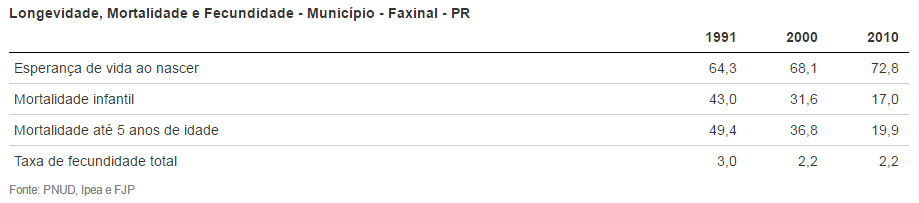 Longevidade, Mortalidade e Fecundidade - Município - Faxinal - PR
1991 2000 2010
Esperança de vida ao nascer 64,3 68,1 72,8
Mortalidade infantil 43,0 31,6 17,0
Mortalidade até 5 anos de idade 49,4 36,8 19,9
Taxa de fecundidade total 3,0 2,2 2,2
Fonte: PNUD, Ipea e FJP